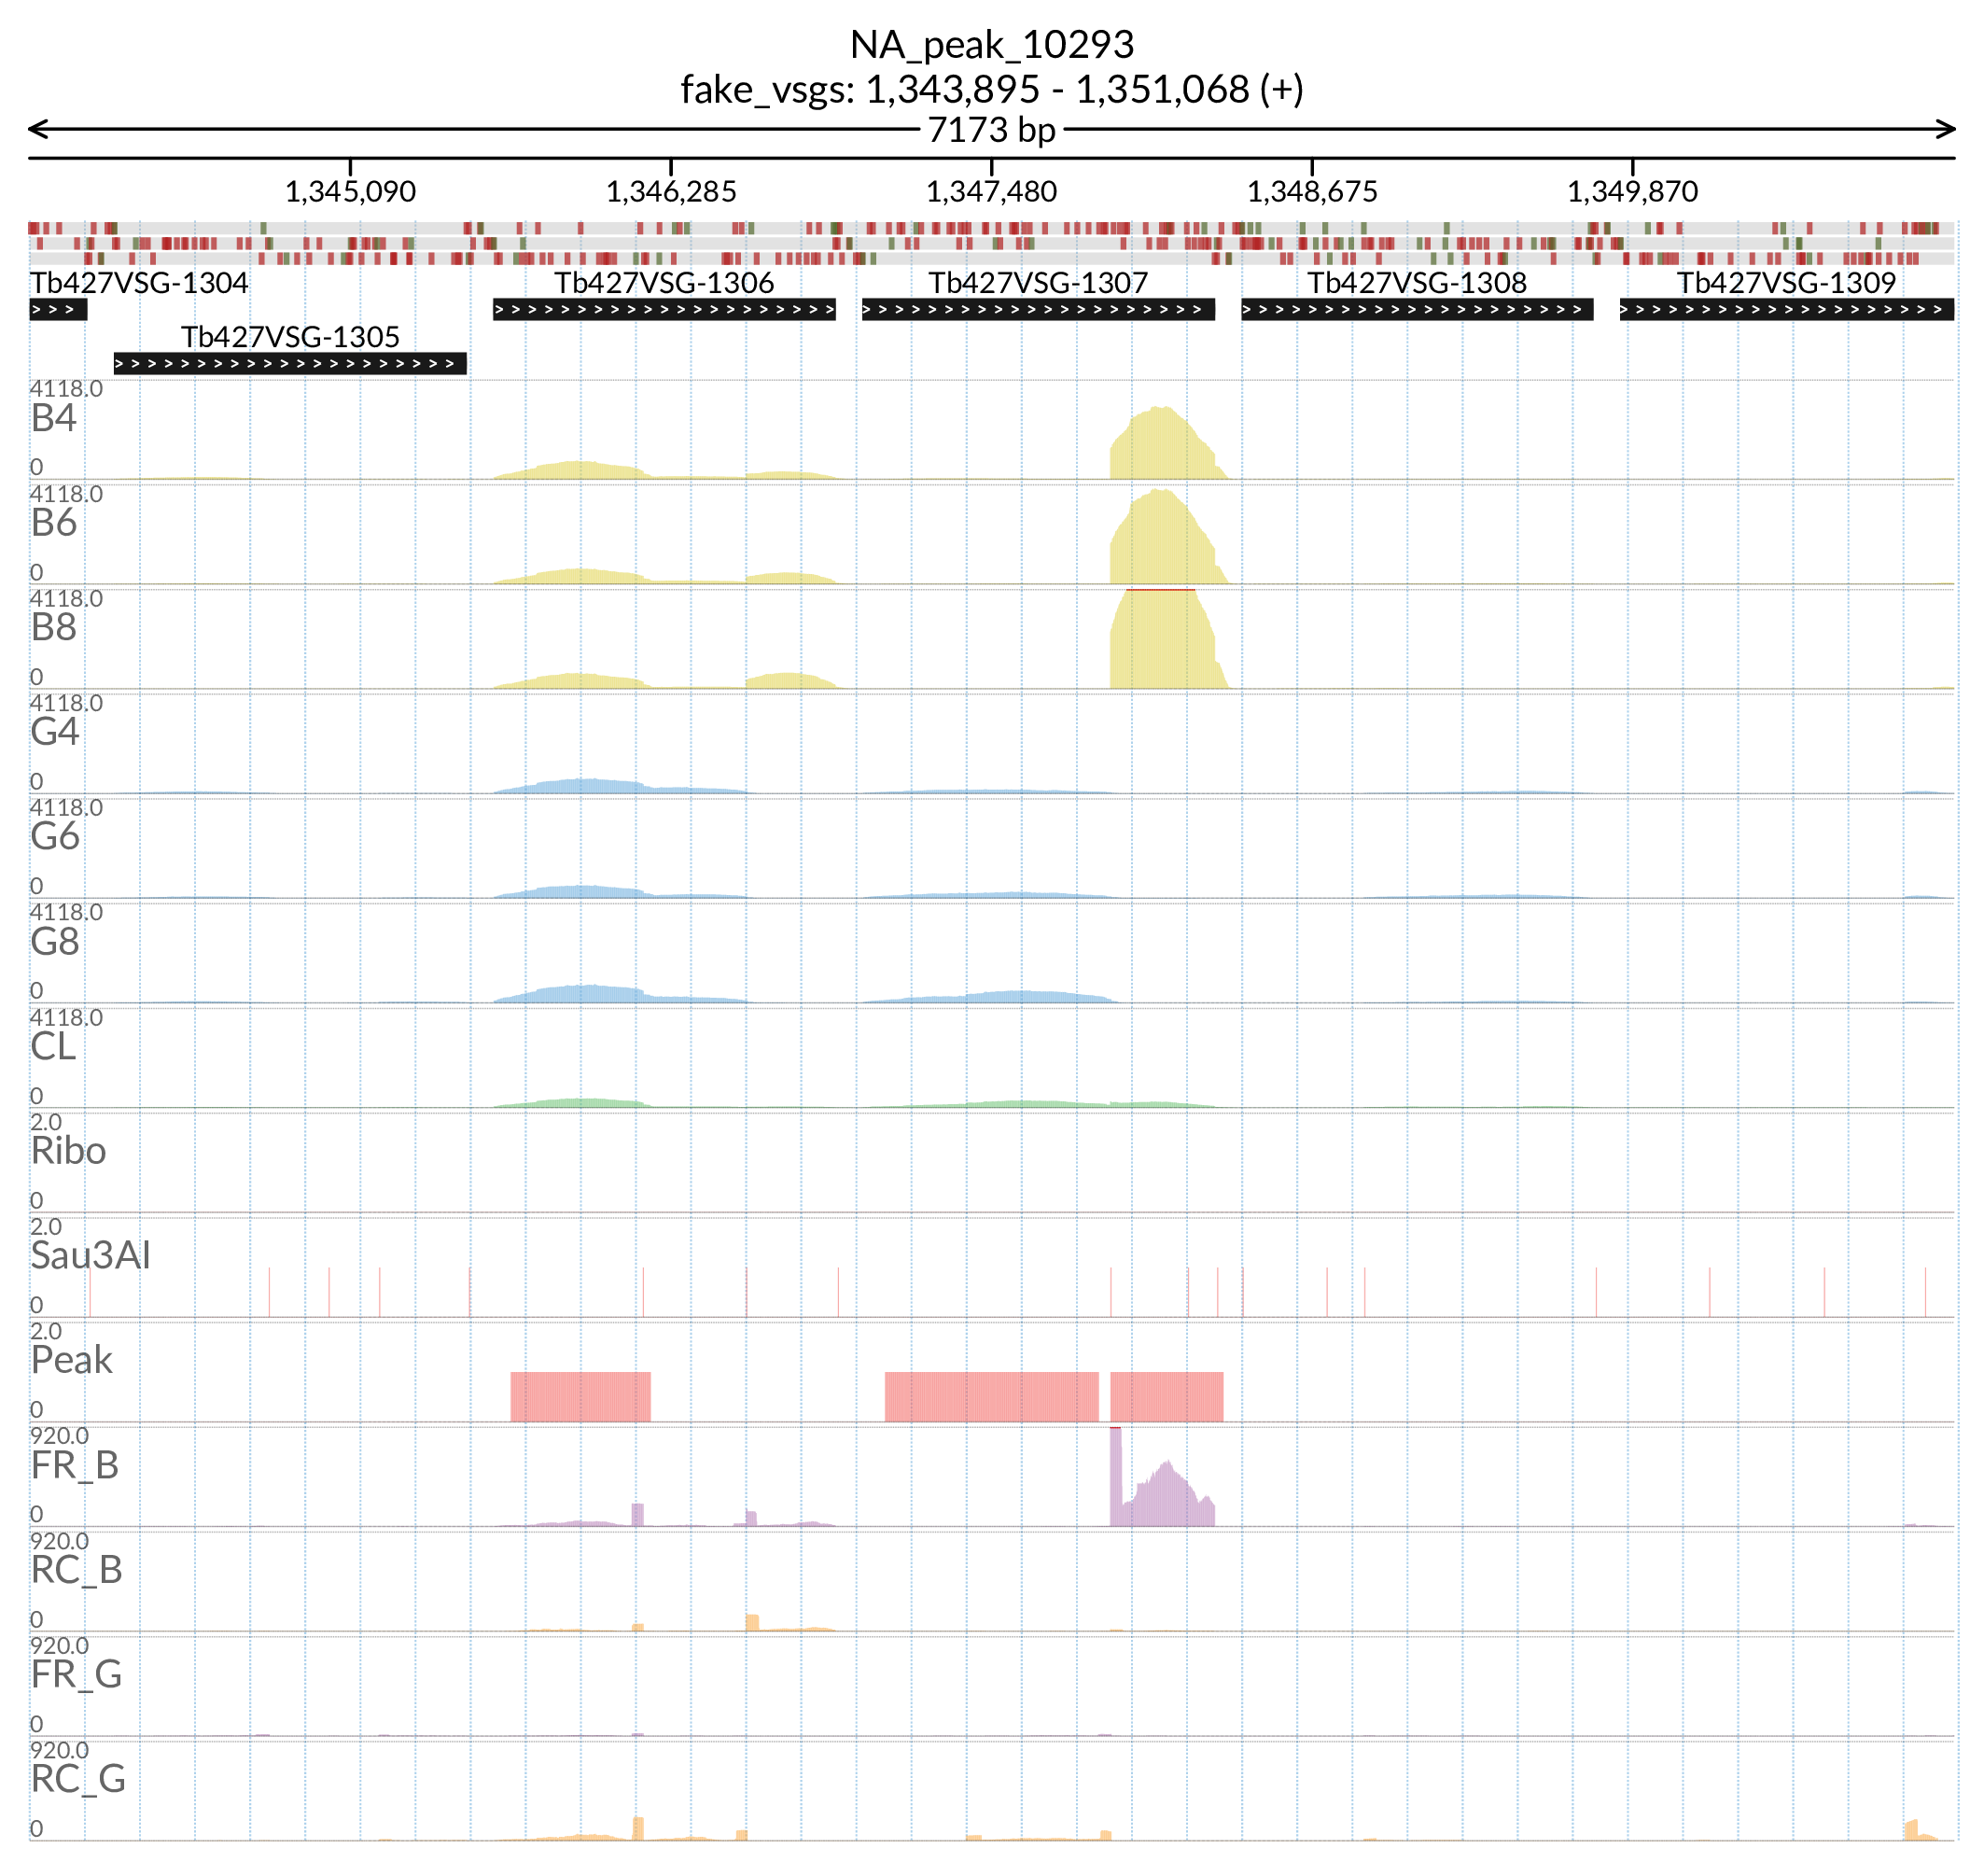 NA_peak_10293
fake_vsgs: 1,343,895 - 1,351,068 (+)
7173 bp
1,345,090 1,346,285 1,347,480 1,348,675 1,349,870
Tb427VSG-1304 Tb427VSG-1306 Tb427VSG-1307 Tb427VSG-1308 Tb427VSG-1309
Tb427VSG-1305
4118.0
B4
0
4118.0
B6
0
4118.0
B8
0
4118.0
G4
0
4118.0
G6
0
4118.0
G8
0
4118.0
CL
0
2.0
Ribo
0
2.0
Sau3AI
0
2.0
Peak
0
920.0
FR_B
0
920.0
RC_B
0
920.0
FR_G
0
920.0
RC_G
0